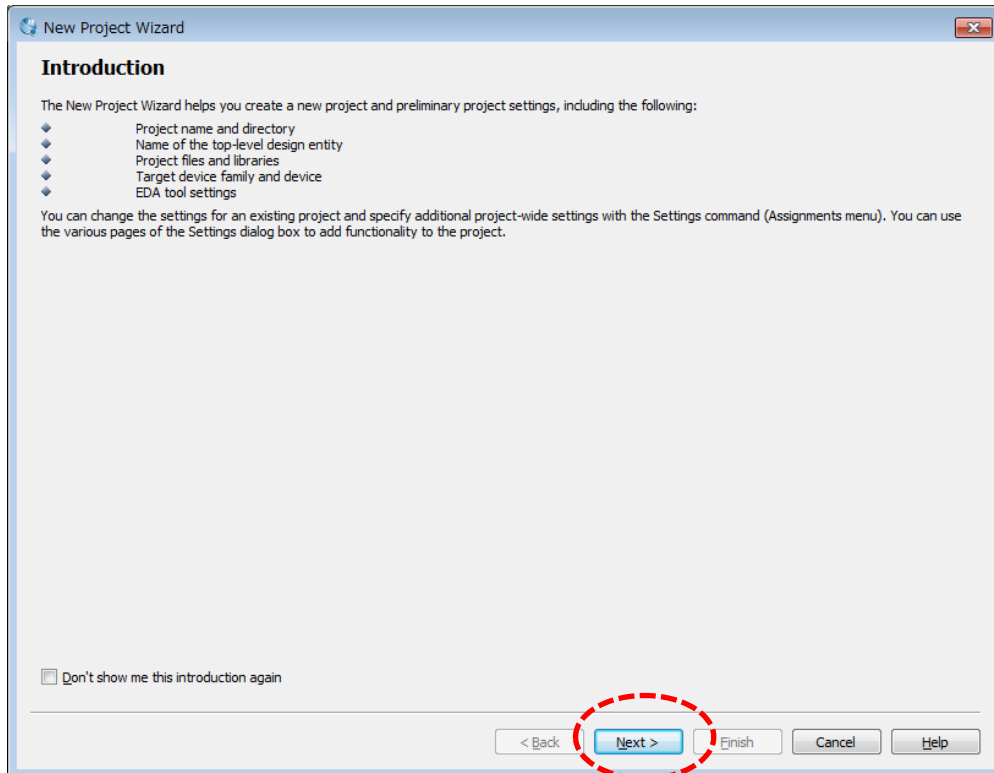 New Project Wizard
Introduction
The New Project Wizard helps you create a new project and preliminary project settings, including the following:
Project name and directory
Name of the top-level design entity
Project files and libraries
Target device family and device
EDA tool settings
You can change the settings for an existing project and specify additional project-wide settings with the Settings command (Assignments menu). You can use
the various pages of the Settings dialog box to add functionality to the project.
Don't show me this introduction again
< Back Next > Finish Cancel Help